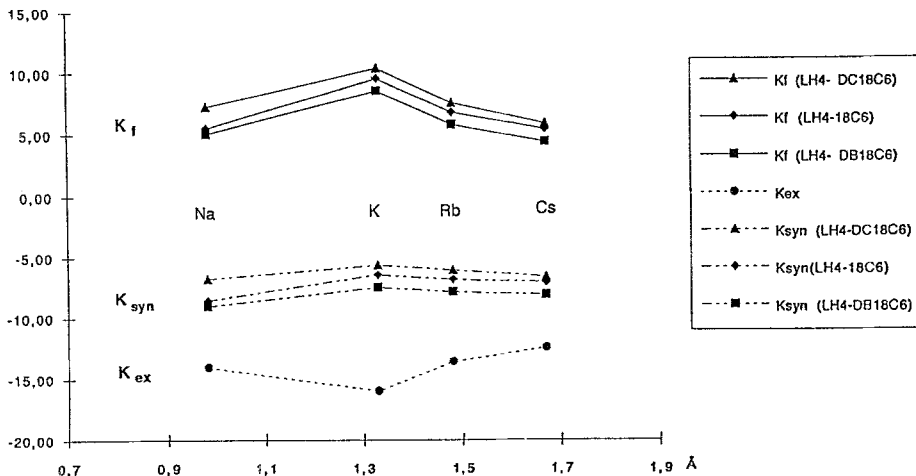 15,00
10,00
5,00
0,00
-5,00
-10,00
-15,00
-20,00
K f
Na
K
Rb
Cs
K syn
K ex
0,7
0,9
1,1
1,3
1,5
1,7
1,9
Å
Kf (LH4- DC18C6)
Kf (LH4-18C6)
Kf (LH4- DB18C6)
Kex
Ksyn (LH4-DC18C6)
Ksyn(LH4-18C6)
Ksyn (LH4-DB18C6)